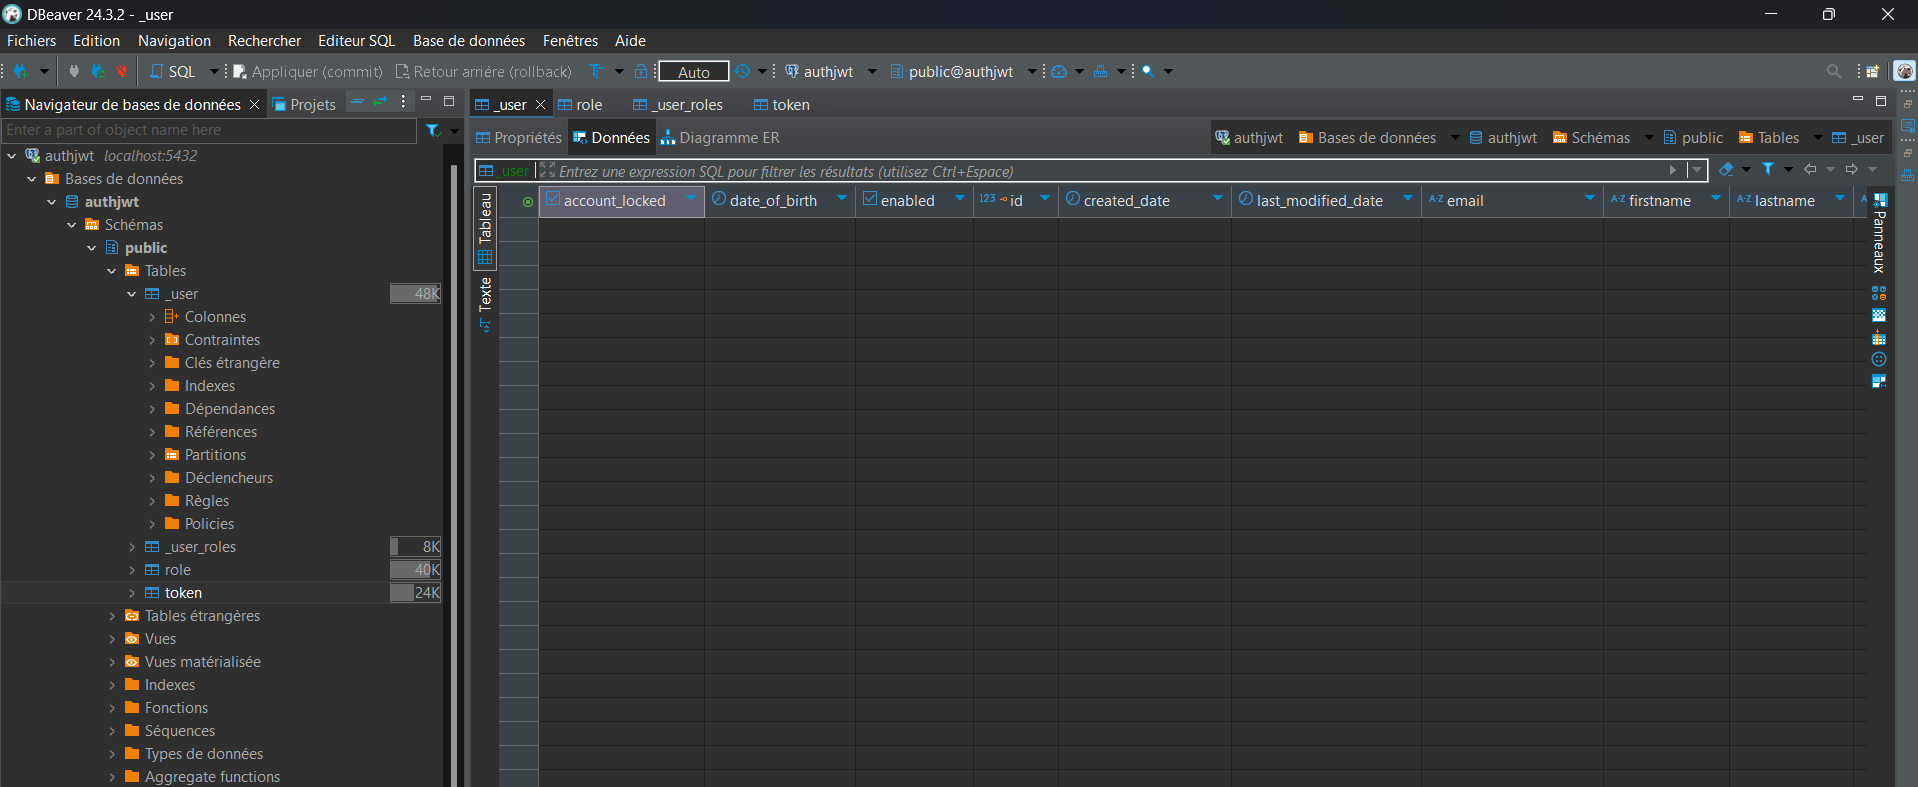 DBeaver 24.3.2 - _user
Fichiers Edition Navigation Rechercher Editeur SQL Base de données Fenêtres Aide
SQL Appliquer (commit) Retour arrière (rollback) Auto authjwt public@authjwt
Navigateur de bases de données Projets
Enter a part of object name here
authjwt localhost:5432
Bases de données
authjwt
Schémas
public
Tables
_user 48K
Colonnes
Contraintes
Clés étrangère
Indexes
Dépendances
Références
Partitions
Déclencheurs
Règles
Policies
_user_roles 8K
role 40K
token 24K
Tables étrangères
Vues
Vues matérialisée
Indexes
Fonctions
Séquences
Types de données
Aggregate functions
_user role _user_roles token
Propriétés Données Diagramme ER
authjwt Bases de données authjwt Schémas public Tables _user
_user Entrez une expression SQL pour filtrer les résultats (utilisez Ctrl+Espace)
Tableau
Texte
account_locked date_of_birth enabled 123 id created_date last_modified_date A-Z email A-Z firstname A-Z lastname
Panneaux